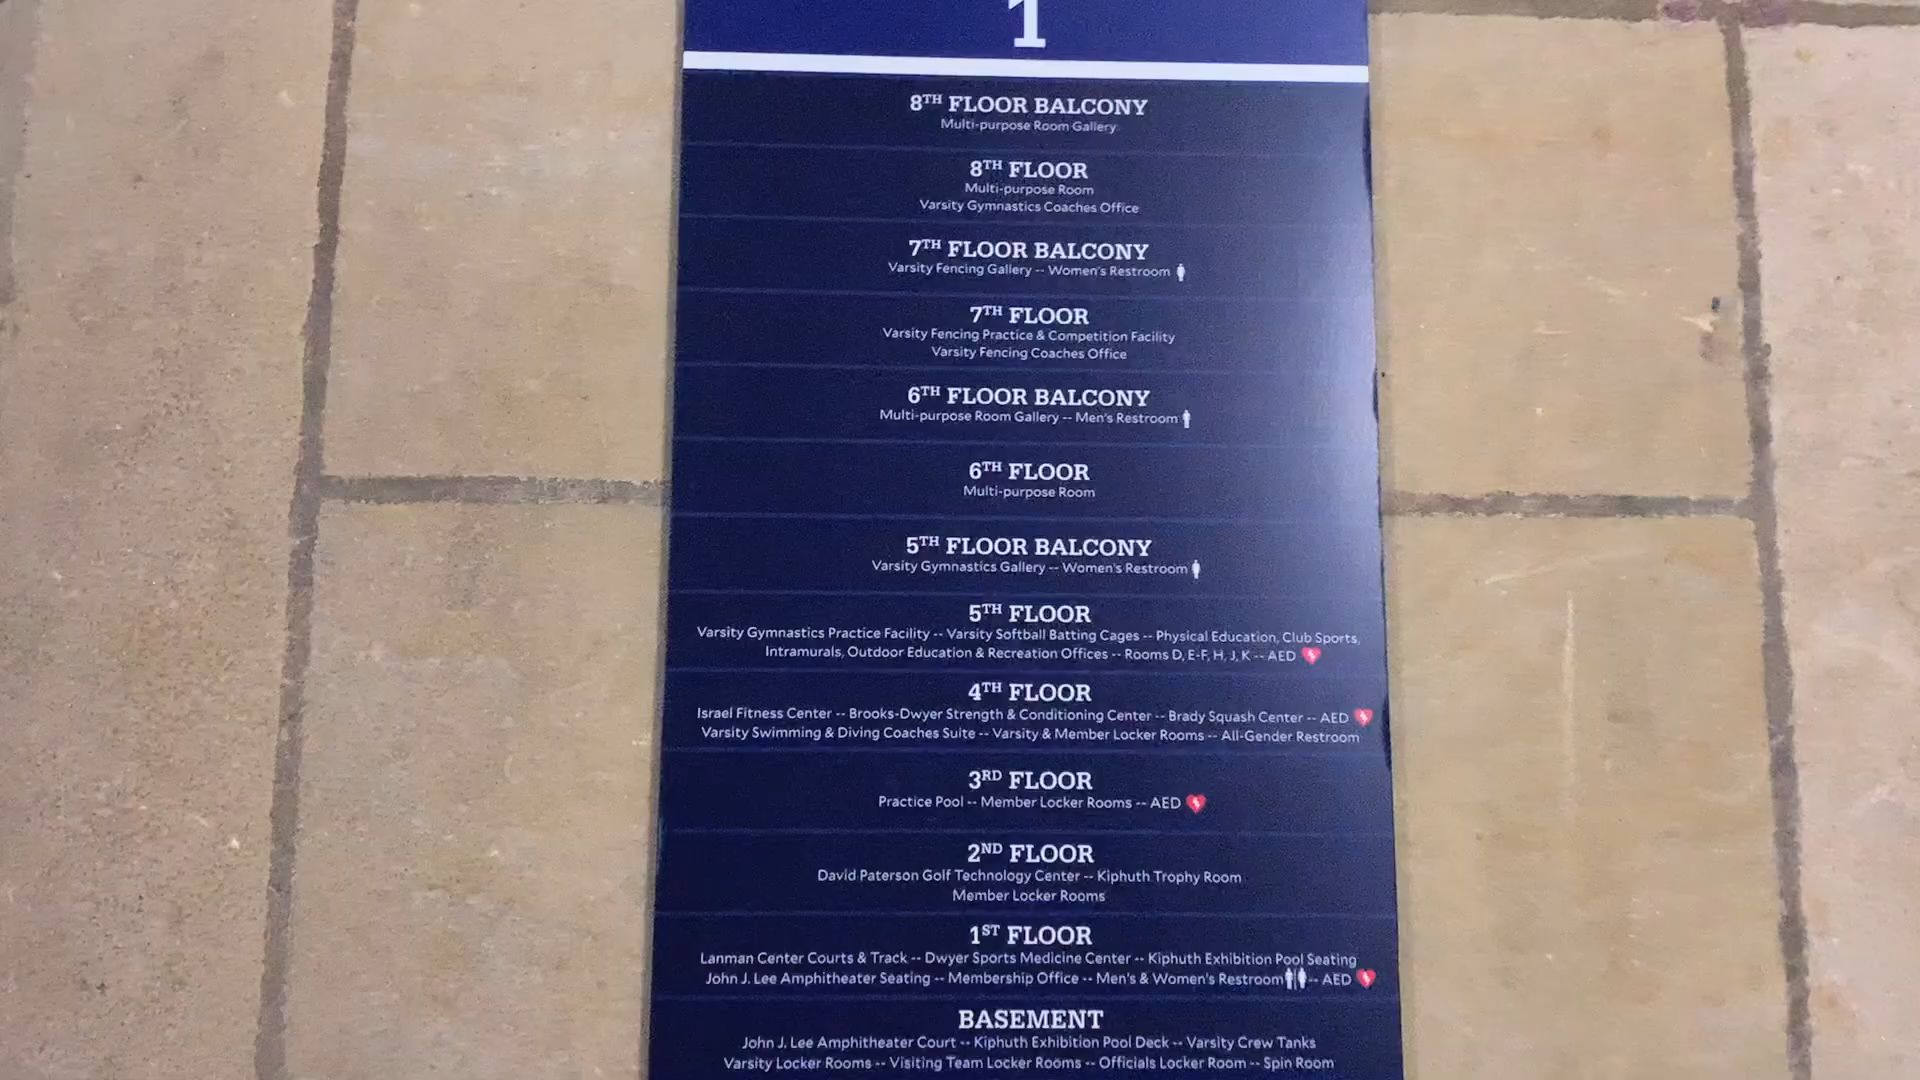 1
8TH FLOOR BALCONY
Multi-purpose Room Gallery
8TH FLOOR
Multi-purpose Room
Varsity Gymnastics Coaches Office
7TH FLOOR BALCONY
Varsity Fencing Gallery -- Women's Restroom
7TH FLOOR
Varsity Fencing Practice & Competition Facility
Varsity Fencing Coaches Office
6TH FLOOR BALCONY
Multi-purpose Room Gallery -- Men's Restroom
6TH FLOOR
Multi-purpose Room
5TH FLOOR BALCONY
Varsity Gymnastics Gallery -- Women's Restroom
5TH FLOOR
Varsity Gymnastics Practice Facility -- Varsity Softball Batting Cages -- Physical Education, Club Sports,
Intramurals, Outdoor Education & Recreation Offices -- Rooms D, E-F, H, J, K -- AED
4TH FLOOR
Israel Fitness Center -- Brooks-Dwyer Strength & Conditioning Center -- Brady Squash Center -- AED
Varsity Swimming & Diving Coaches Suite -- Varsity & Member Locker Rooms -- All-Gender Restroom
3RD FLOOR
Practice Pool -- Member Locker Rooms -- AED
2ND FLOOR
David Paterson Golf Technology Center -- Kiphuth Trophy Room
Member Locker Rooms
1ST FLOOR
Lanman Center Courts & Track -- Dwyer Sports Medicine Center -- Kiphuth Exhibition Pool Seating
John J. Lee Amphitheater Seating -- Membership Office -- Men's & Women's Restroom -- AED
BASEMENT
John J. Lee Amphitheater Court -- Kiphuth Exhibition Pool Deck -- Varsity Crew Tanks
Varsity Locker Rooms -- Visiting Team Locker Rooms -- Officials Locker Room -- Spin Room